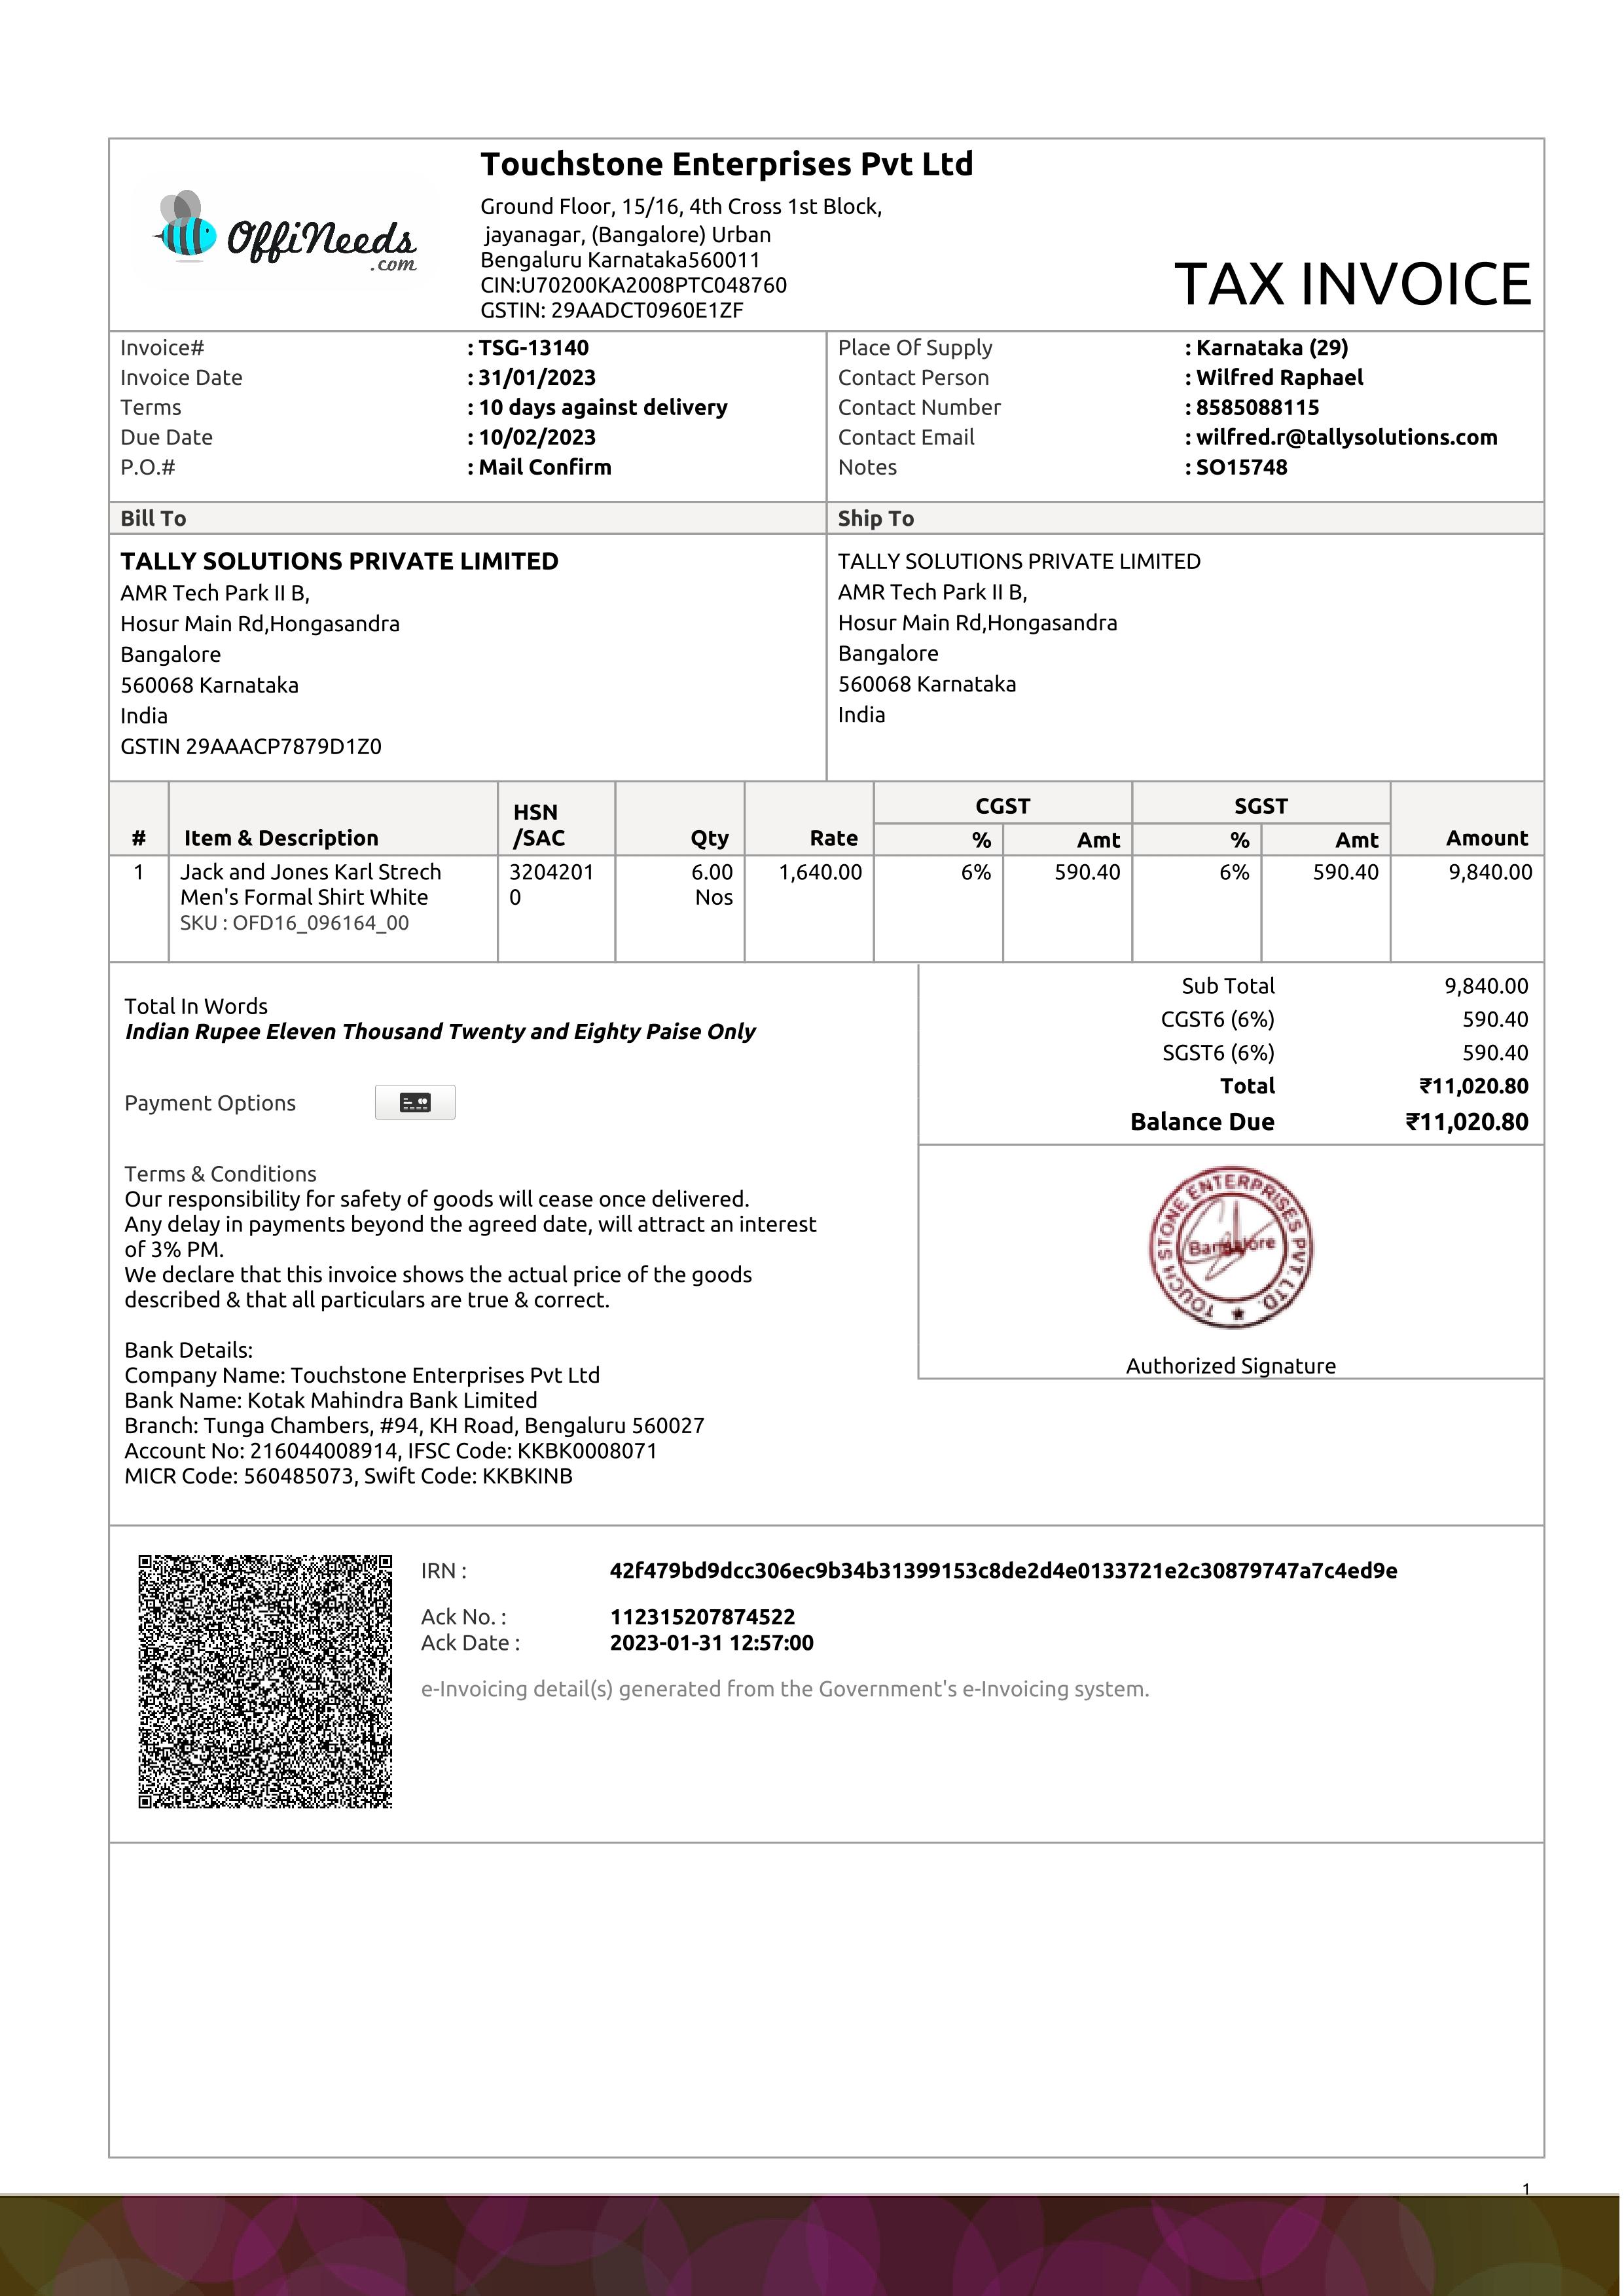 OffiNeeds
.com
Touchstone Enterprises Pvt Ltd
Ground Floor, 15/16, 4th Cross 1st Block,
jayanagar, (Bangalore) Urban
Bengaluru Karnataka560011
CIN:U70200KA2008PTC048760
GSTIN: 29AADCT0960E1ZF
TAX INVOICE
Invoice# : TSG-13140
Invoice Date : 31/01/2023
Terms : 10 days against delivery
Due Date : 10/02/2023
P.O.# : Mail Confirm
Place Of Supply : Karnataka (29)
Contact Person : Wilfred Raphael
Contact Number : 8585088115
Contact Email : wilfred.r@tallysolutions.com
Notes : SO15748
Bill To
TALLY SOLUTIONS PRIVATE LIMITED
AMR Tech Park II B,
Hosur Main Rd,Hongasandra
Bangalore
560068 Karnataka
India
GSTIN 29AAACP7879D1Z0
Ship To
TALLY SOLUTIONS PRIVATE LIMITED
AMR Tech Park II B,
Hosur Main Rd,Hongasandra
Bangalore
560068 Karnataka
India
HSN CGST SGST
# Item & Description /SAC Qty Rate % Amt % Amt Amount
1 Jack and Jones Karl Strech 3204201 6.00 1,640.00 6% 590.40 6% 590.40 9,840.00
Men's Formal Shirt White 0 Nos
SKU : OFD16_096164_00
Total In Words
Indian Rupee Eleven Thousand Twenty and Eighty Paise Only
Payment Options
Sub Total 9,840.00
CGST6 (6%) 590.40
SGST6 (6%) 590.40
Total ₹11,020.80
Balance Due ₹11,020.80
Terms & Conditions
Our responsibility for safety of goods will cease once delivered.
Any delay in payments beyond the agreed date, will attract an interest
of 3% PM.
We declare that this invoice shows the actual price of the goods
described & that all particulars are true & correct.
Bank Details:
Company Name: Touchstone Enterprises Pvt Ltd
Bank Name: Kotak Mahindra Bank Limited
Branch: Tunga Chambers, #94, KH Road, Bengaluru 560027
Account No: 216044008914, IFSC Code: KKBK0008071
MICR Code: 560485073, Swift Code: KKBKINB
TOUCH STONE ENTERPRISES PVT. LTD.
Bangalore
Authorized Signature
IRN : 42f479bd9dcc306ec9b34b31399153c8de2d4e0133721e2c30879747a7c4ed9e
Ack No. : 112315207874522
Ack Date : 2023-01-31 12:57:00
e-Invoicing detail(s) generated from the Government's e-Invoicing system.
1